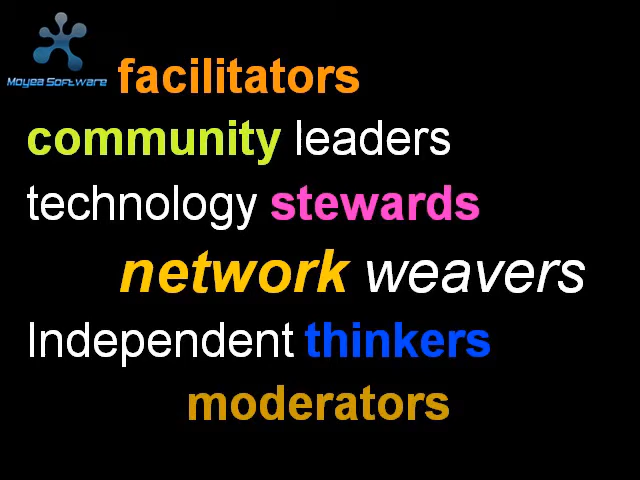 Moyea Software
facilitators
community leaders
technology stewards
network weavers
Independent thinkers
moderators